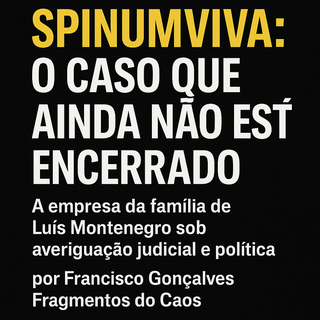 SPINUMVIVA:
O CASO QUE
AINDA NÃO EST́
ENCERRADO
A empresa da família de
Luís Montenegro sob
averiguação judicial e política
por Francisco Gonçalves
Fragmentos do Caos